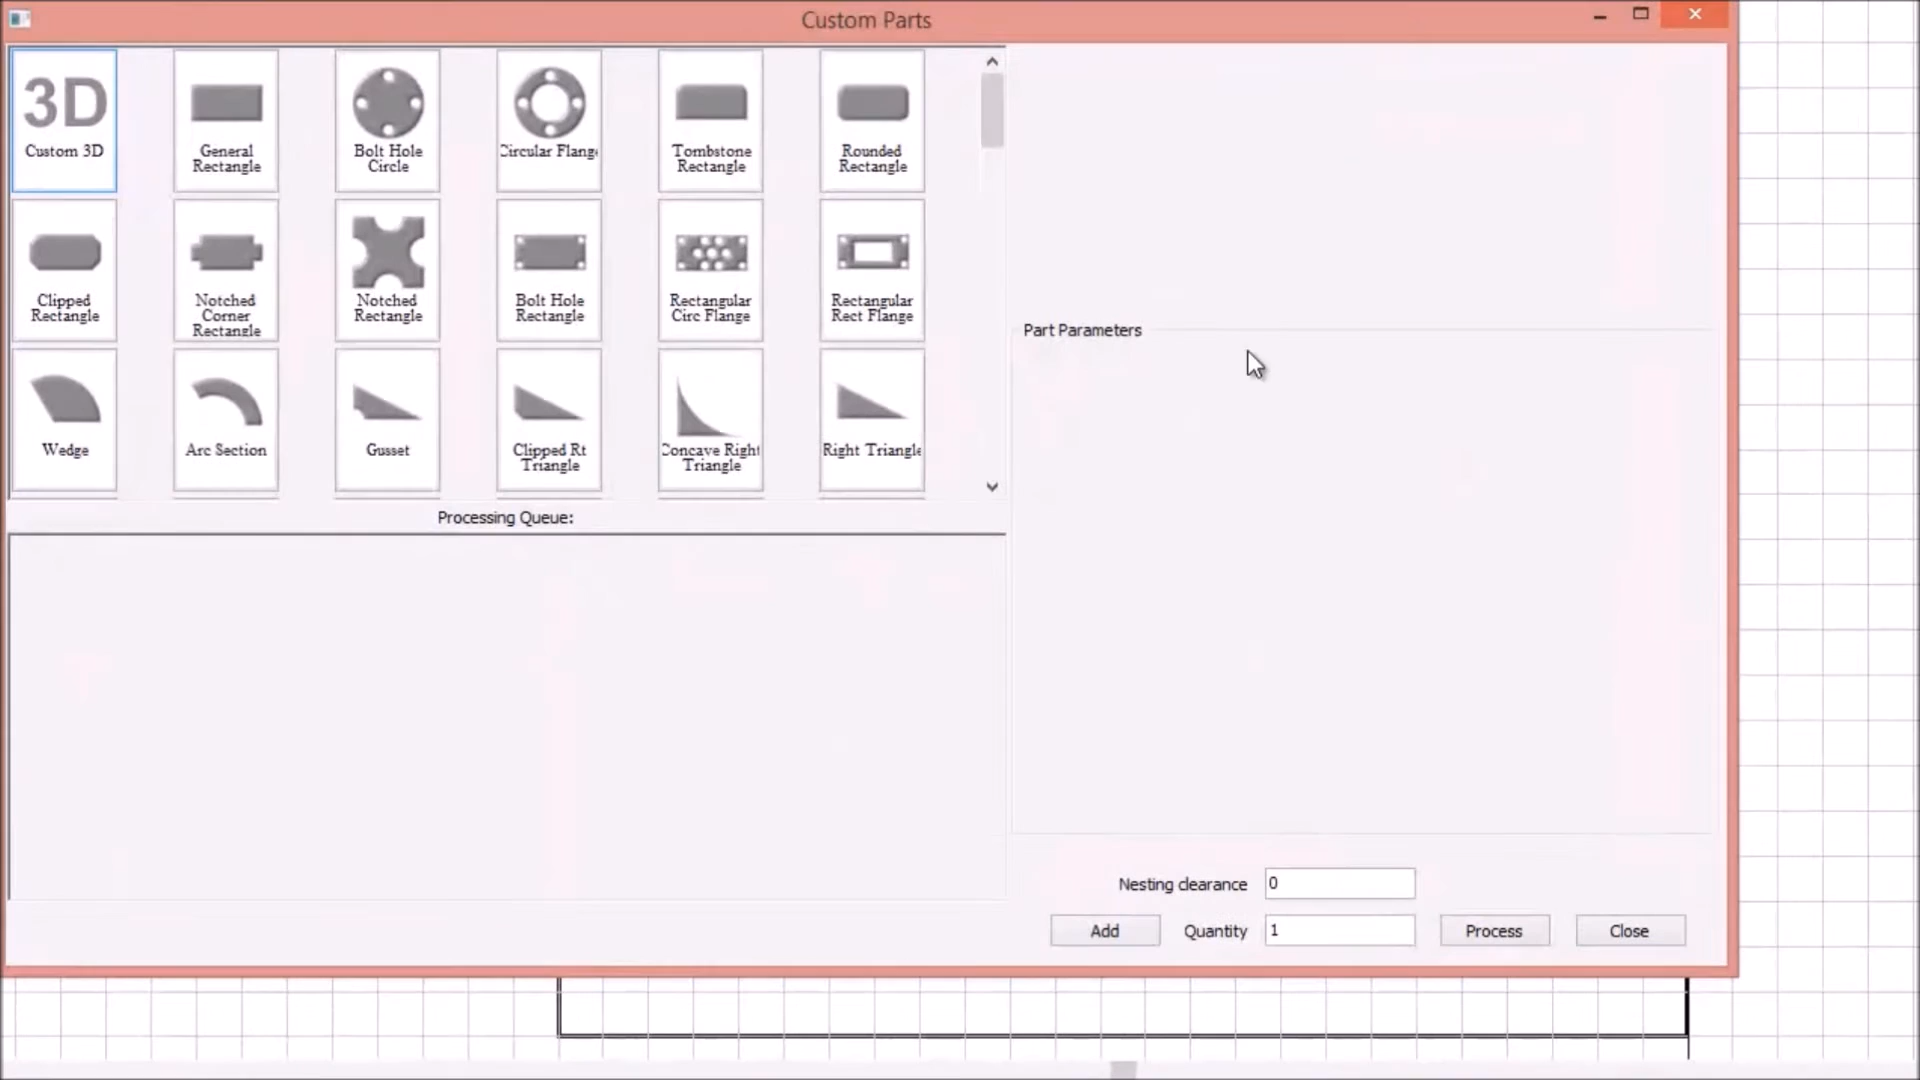 Custom Parts
3D
Custom 3D
General
Rectangle
Bolt Hole
Circle
Circular Flange
Tombstone
Rectangle
Rounded
Rectangle
Clipped
Rectangle
Notched
Corner
Rectangle
Notched
Rectangle
Bolt Hole
Rectangle
Rectangular
Circ Flange
Rectangular
Rect Flange
Wedge
Arc Section
Gusset
Clipped Rt
Triangle
Concave Right
Triangle
Right Triangle
Processing Queue:
Part Parameters
Nesting clearance 0
Add Quantity 1 Process Close